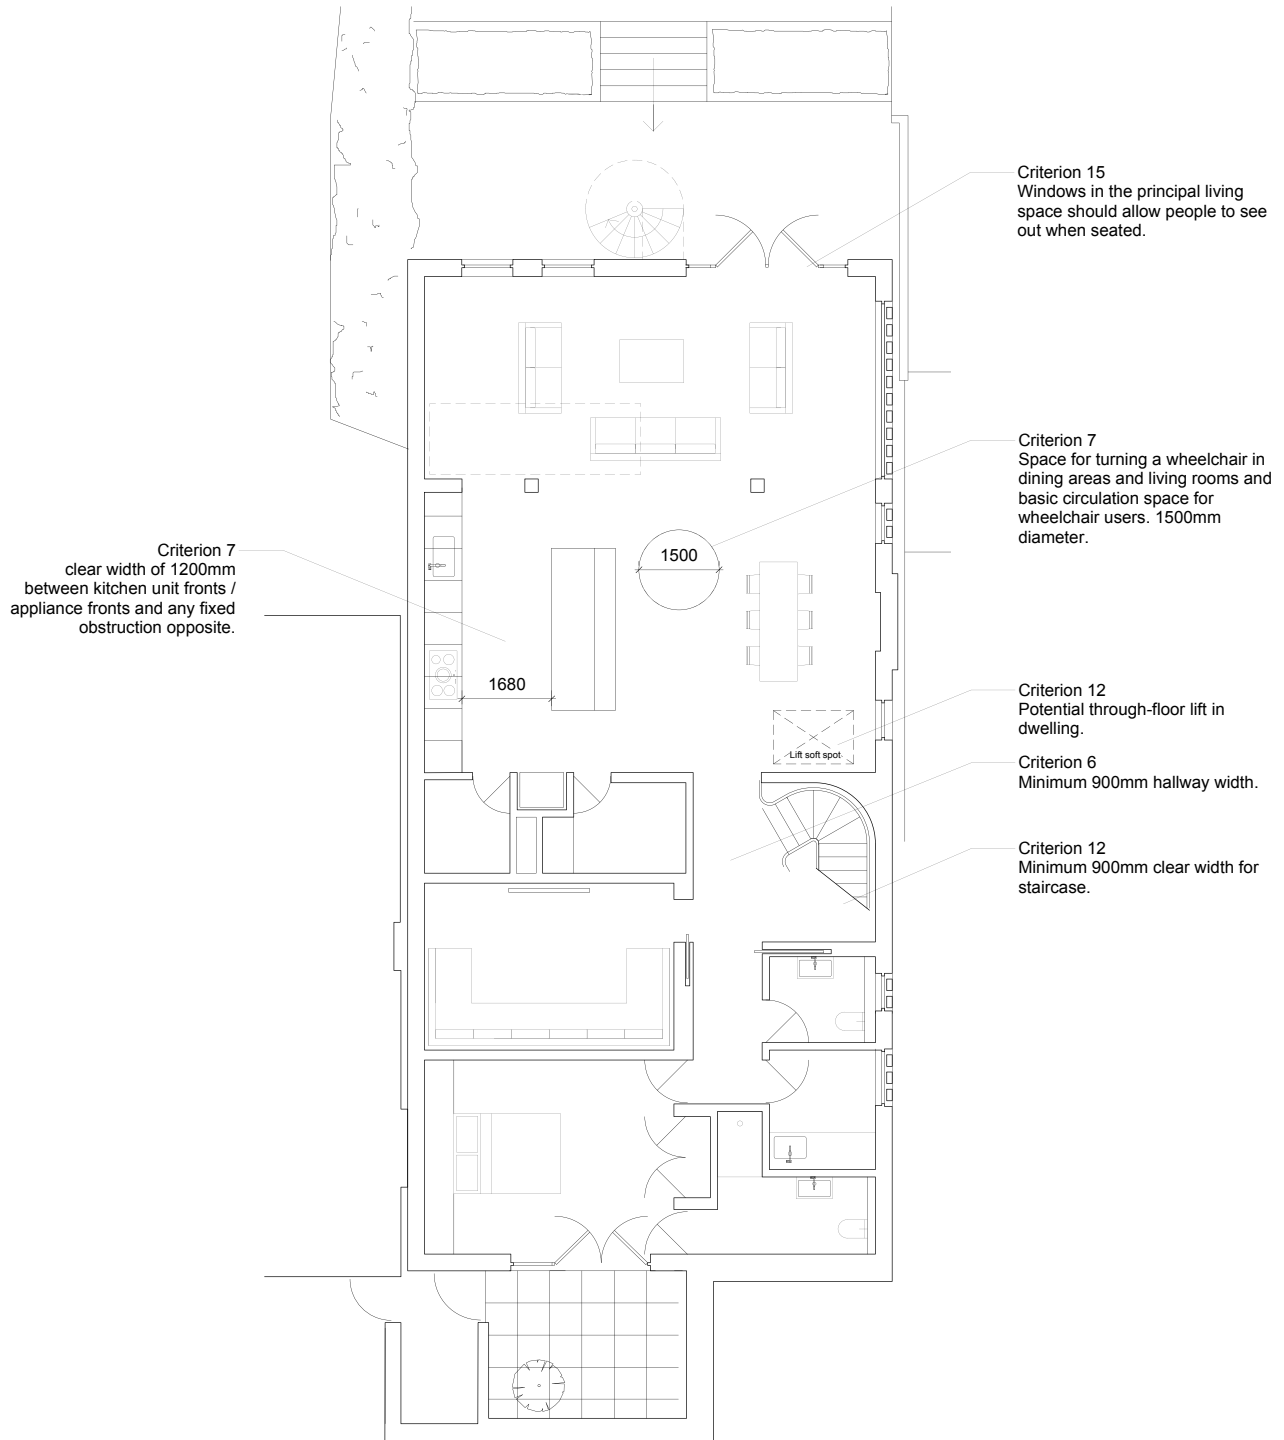 Criterion 15
Windows in the principal living
space should allow people to see
out when seated.
Criterion 7
Space for turning a wheelchair in
dining areas and living rooms and
basic circulation space for
wheelchair users. 1500mm
diameter.
Criterion 7
clear width of 1200mm
between kitchen unit fronts /
appliance fronts and any fixed
obstruction opposite.
1500
1680
Criterion 12
Potential through-floor lift in
dwelling.
Lift soft spot
Criterion 6
Minimum 900mm hallway width.
Criterion 12
Minimum 900mm clear width for
staircase.